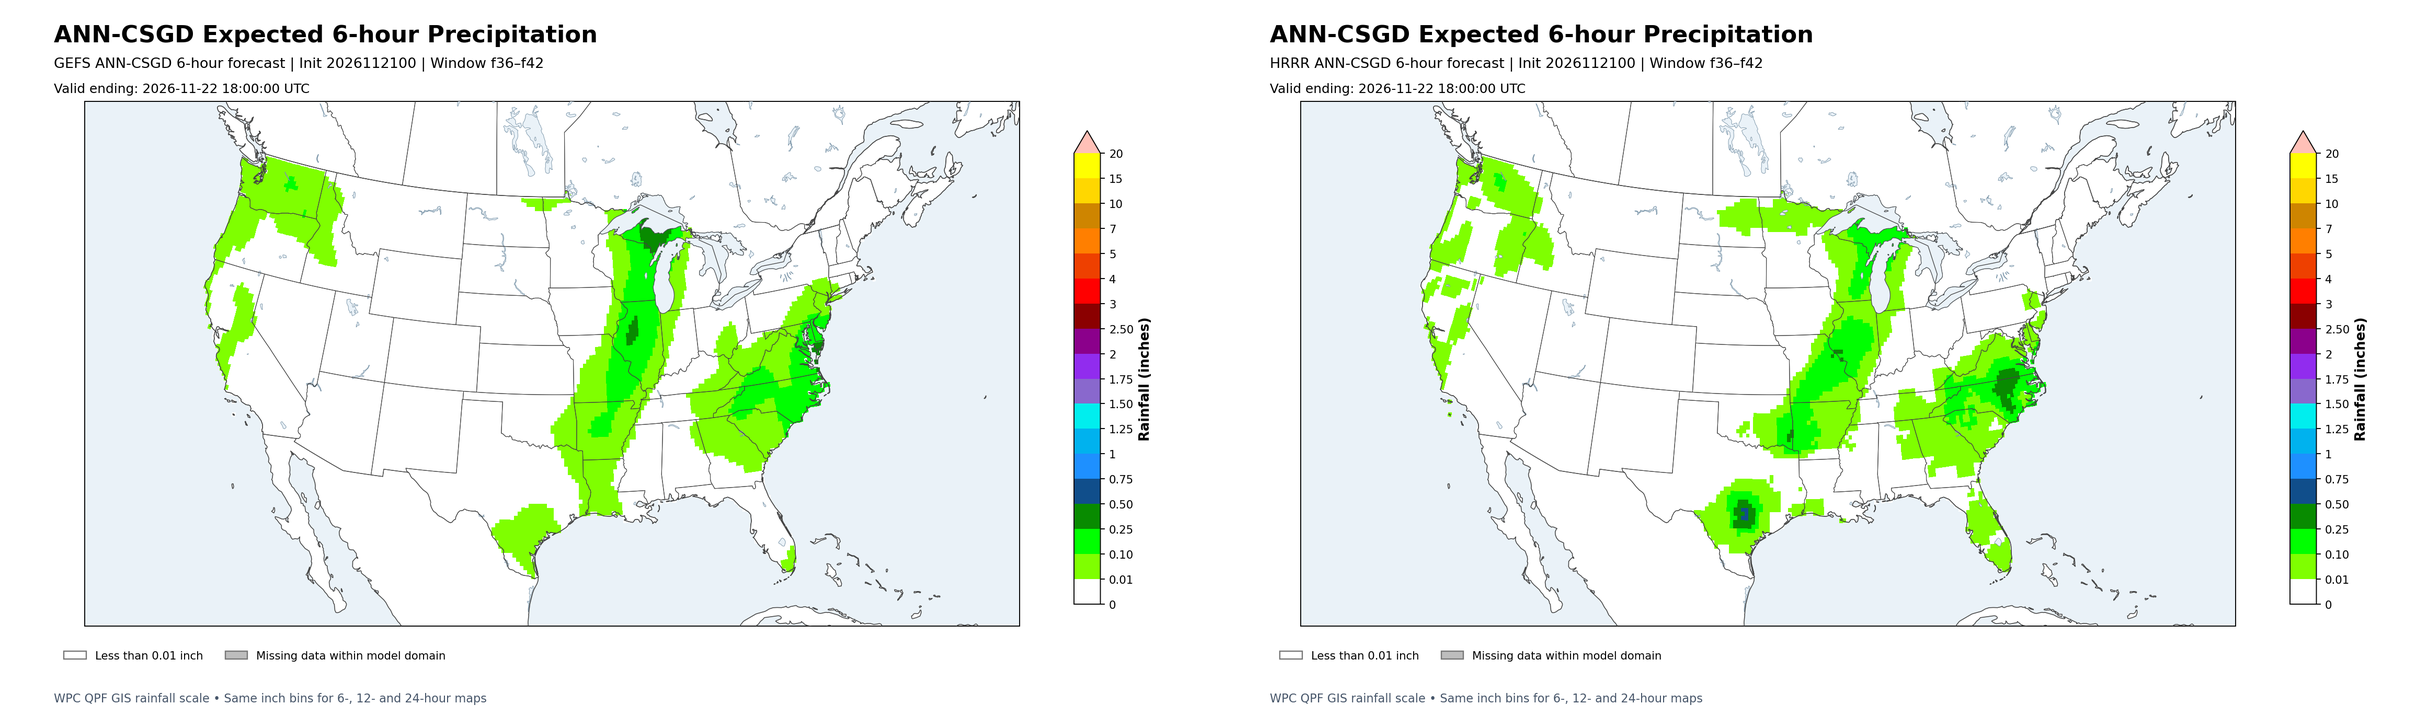 ANN-CSGD Expected 6-hour Precipitation
GEFS ANN-CSGD 6-hour forecast | Init 2026112100 | Window f36–f42
Valid ending: 2026-11-22 18:00:00 UTC
20
15
10
7
5
4
3
2.50
2
1.75
1.50
1.25
1
0.75
0.50
0.25
0.10
0.01
0
Rainfall (inches)
Less than 0.01 inch
Missing data within model domain
WPC QPF GIS rainfall scale • Same inch bins for 6-, 12- and 24-hour maps
ANN-CSGD Expected 6-hour Precipitation
HRRR ANN-CSGD 6-hour forecast | Init 2026112100 | Window f36–f42
Valid ending: 2026-11-22 18:00:00 UTC
20
15
10
7
5
4
3
2.50
2
1.75
1.50
1.25
1
0.75
0.50
0.25
0.10
0.01
0
Rainfall (inches)
Less than 0.01 inch
Missing data within model domain
WPC QPF GIS rainfall scale • Same inch bins for 6-, 12- and 24-hour maps